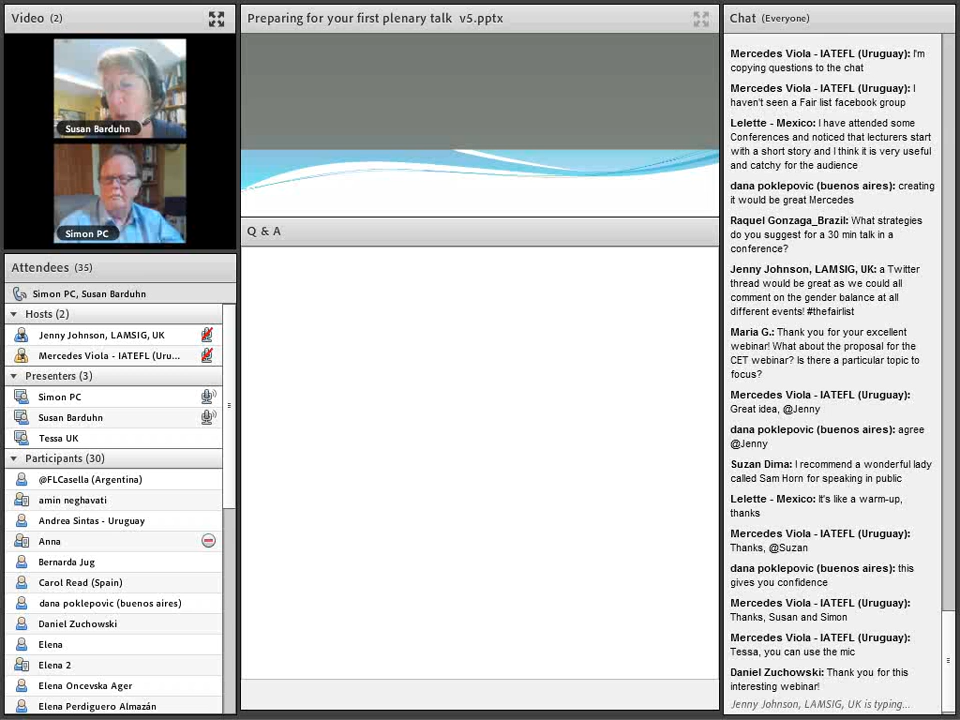 Video (2)
Susan Barduhn
Simon PC
Attendees (35)
Simon PC, Susan Barduhn
Hosts (2)
Jenny Johnson, LAMSIG, UK
Mercedes Viola - IATEFL (Uru...
Presenters (3)
Simon PC
Susan Barduhn
Tessa UK
Participants (30)
@FLCasella (Argentina)
amin neghavati
Andrea Sintas - Uruguay
Anna
Bernarda Jug
Carol Read (Spain)
dana poklepovic (buenos aires)
Daniel Zuchowski
Elena
Elena 2
Elena Oncevska Ager
Elena Perdiguero Almazán
Preparing for your first plenary talk v5.pptx
Q & A
Chat (Everyone)
Mercedes Viola - IATEFL (Uruguay): I'm
copying questions to the chat
Mercedes Viola - IATEFL (Uruguay): I
haven't seen a Fair list facebook group
Lelette - Mexico: I have attended some
Conferences and noticed that lecturers start
with a short story and I think it is very useful
and catchy for the audience
dana poklepovic (buenos aires): creating
it would be great Mercedes
Raquel Gonzaga_Brazil: What strategies
do you suggest for a 30 min talk in a
conference?
Jenny Johnson, LAMSIG, UK: a Twitter
thread would be great as we could all
comment on the gender balance at all
different events! #thefairlist
Maria G.: Thank you for your excellent
webinar! What about the proposal for the
CET webinar? Is there a particular topic to
focus?
Mercedes Viola - IATEFL (Uruguay):
Great idea, @Jenny
dana poklepovic (buenos aires): agree
@Jenny
Suzan Dima: I recommend a wonderful lady
called Sam Horn for speaking in public
Lelette - Mexico: It's like a warm-up,
thanks
Mercedes Viola - IATEFL (Uruguay):
Thanks, @Suzan
dana poklepovic (buenos aires): this
gives you confidence
Mercedes Viola - IATEFL (Uruguay):
Thanks, Susan and Simon
Mercedes Viola - IATEFL (Uruguay):
Tessa, you can use the mic
Daniel Zuchowski: Thank you for this
interesting webinar!
Jenny Johnson, LAMSIG, UK is typing...